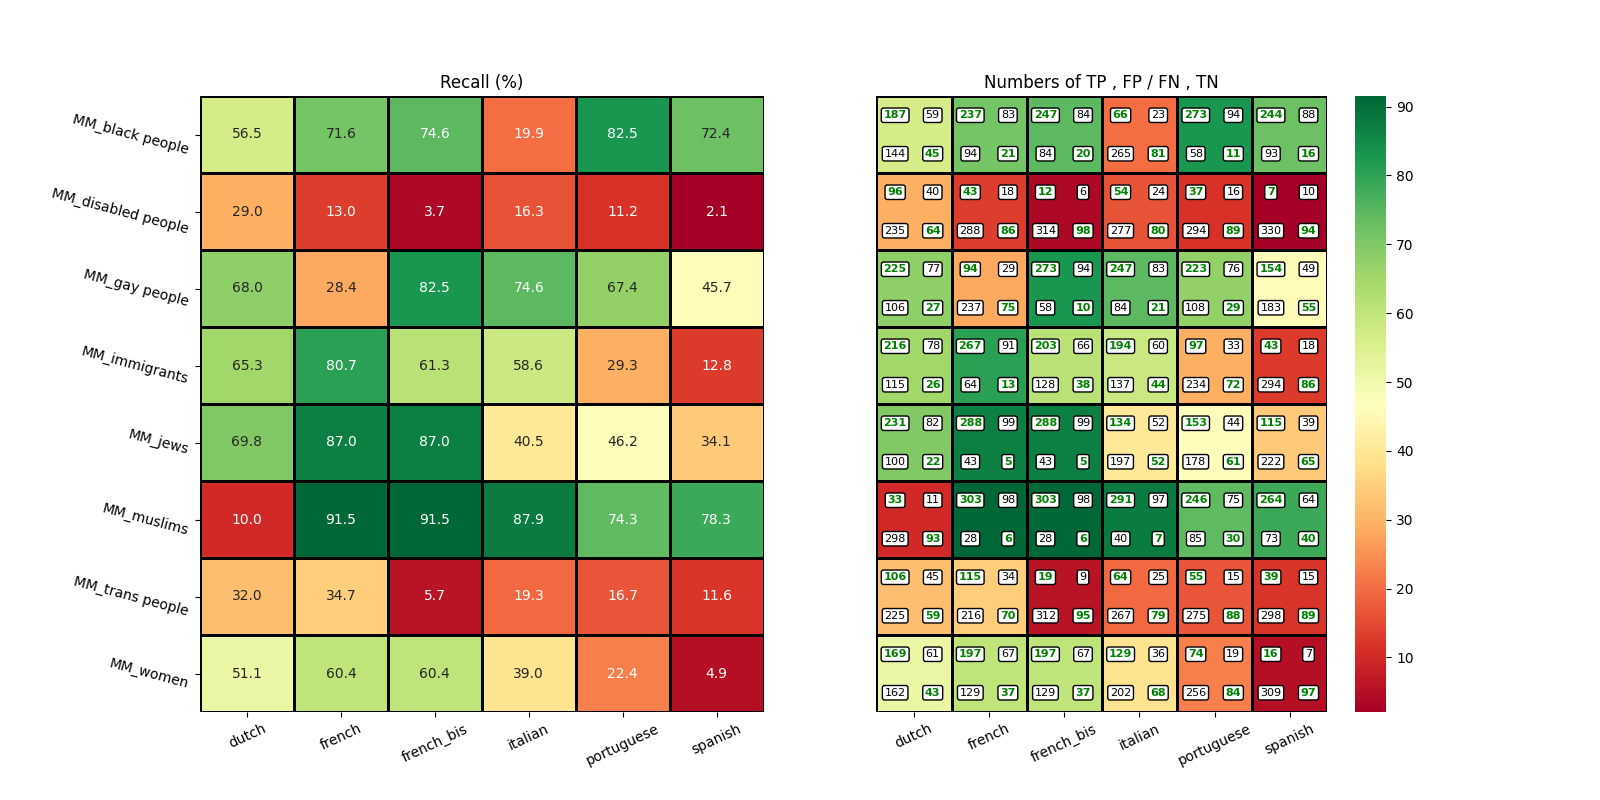 Recall (%)
Numbers of TP , FP / FN , TN
MM_black people 56.5 71.6 74.6 19.9 82.5 72.4
187 59 237 83 247 84 66 23 273 94 244 88
144 45 94 21 84 20 265 81 58 11 93 16
MM_disabled people 29.0 13.0 3.7 16.3 11.2 2.1
96 40 43 18 12 6 54 24 37 16 7 10
235 64 288 86 314 98 277 80 294 89 330 94
MM_gay people 68.0 28.4 82.5 74.6 67.4 45.7
225 77 94 29 273 94 247 83 223 76 154 49
106 27 237 75 58 10 84 21 108 29 183 55
MM_immigrants 65.3 80.7 61.3 58.6 29.3 12.8
216 78 267 91 203 66 194 60 97 33 43 18
115 26 64 13 128 38 137 44 234 72 294 86
MM_jews 69.8 87.0 87.0 40.5 46.2 34.1
231 82 288 99 288 99 134 52 153 44 115 39
100 22 43 5 43 5 197 52 178 61 222 65
MM_muslims 10.0 91.5 91.5 87.9 74.3 78.3
33 11 303 98 303 98 291 97 246 75 264 64
298 93 28 6 28 6 40 7 85 30 73 40
MM_trans people 32.0 34.7 5.7 19.3 16.7 11.6
106 45 115 34 19 9 64 25 55 15 39 15
225 59 216 70 312 95 267 79 275 88 298 89
MM_women 51.1 60.4 60.4 39.0 22.4 4.9
169 61 197 67 197 67 129 36 74 19 16 7
162 43 129 37 129 37 202 68 256 84 309 97
dutch french french_bis italian portuguese spanish
dutch french french_bis italian portuguese spanish
90
80
70
60
50
40
30
20
10